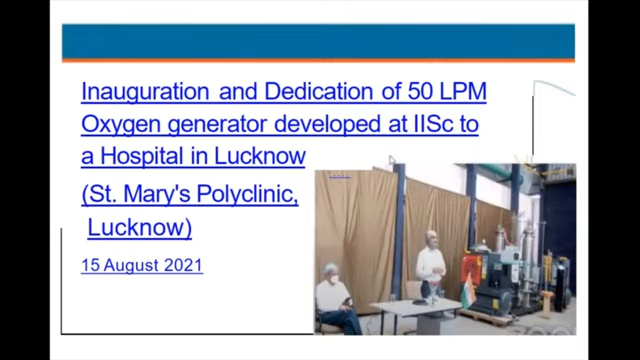 Inauguration and Dedication of 50 LPM
Oxygen generator developed at IISc to
a Hospital in Lucknow
(St. Mary's Polyclinic,
Lucknow)
15 August 2021